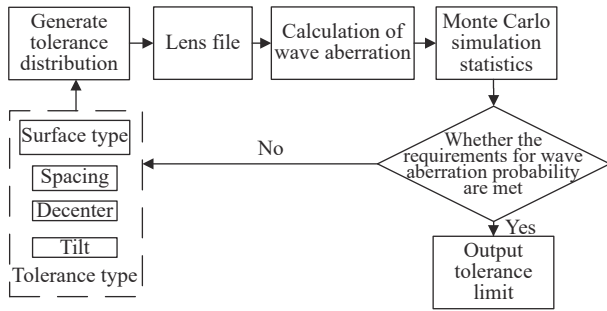 Generate
tolerance
distribution
Lens file
Calculation of
wave aberration
Monte Carlo
simulation
statistics
Surface type
Spacing
Decenter
Tilt
Tolerance type
No
Whether the
requirements for wave
aberration probability
are met
Yes
Output
tolerance
limit